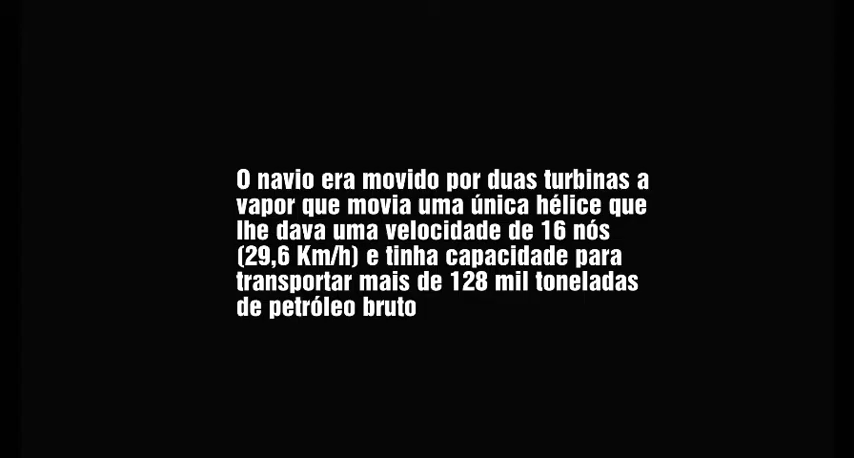 O navio era movido por duas turbinas a
vapor que movia uma única hélice que
lhe dava uma velocidade de 16 nós
(29,6 Km/h) e tinha capacidade para
transportar mais de 128 mil toneladas
de petróleo bruto